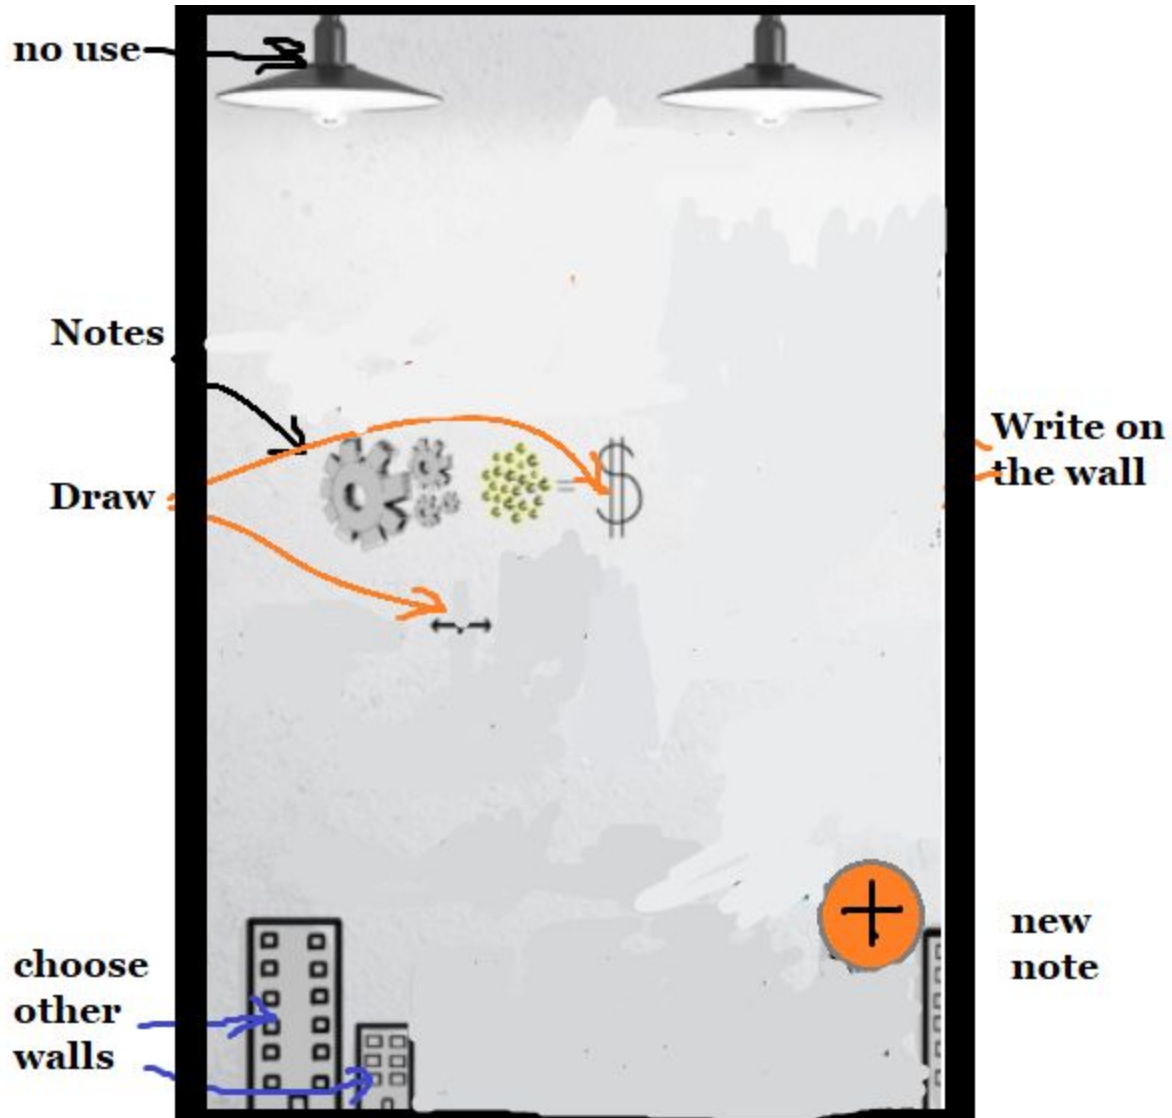 no use
Notes
Draw
= $
Write on
the wall
+
new
note
choose
other
walls